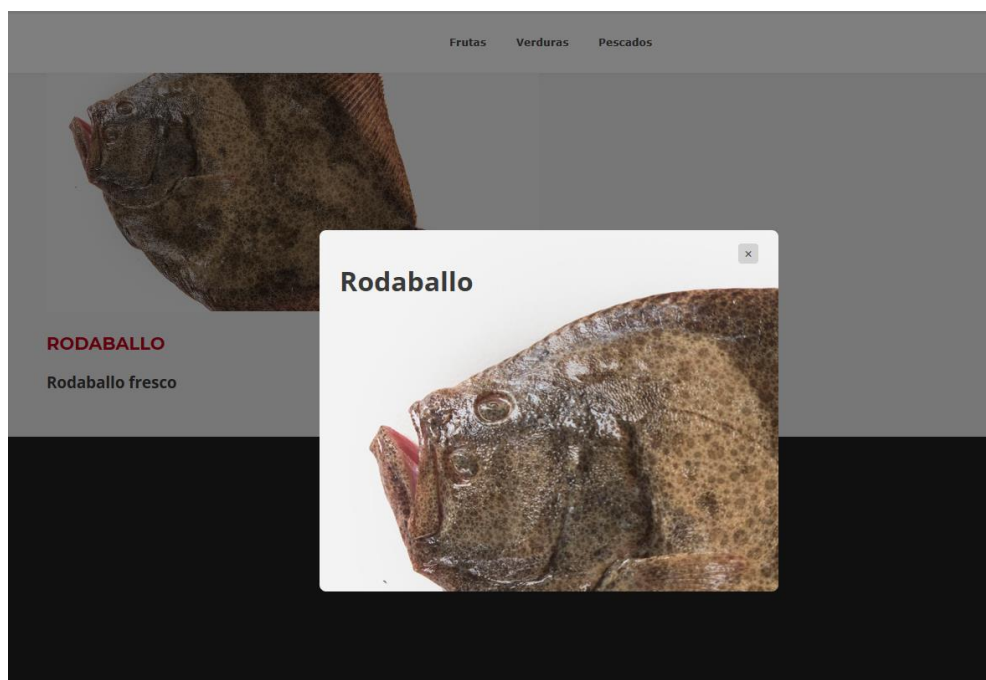 Frutas Verduras Pescados
Rodaballo
×
RODABALLO
Rodaballo fresco